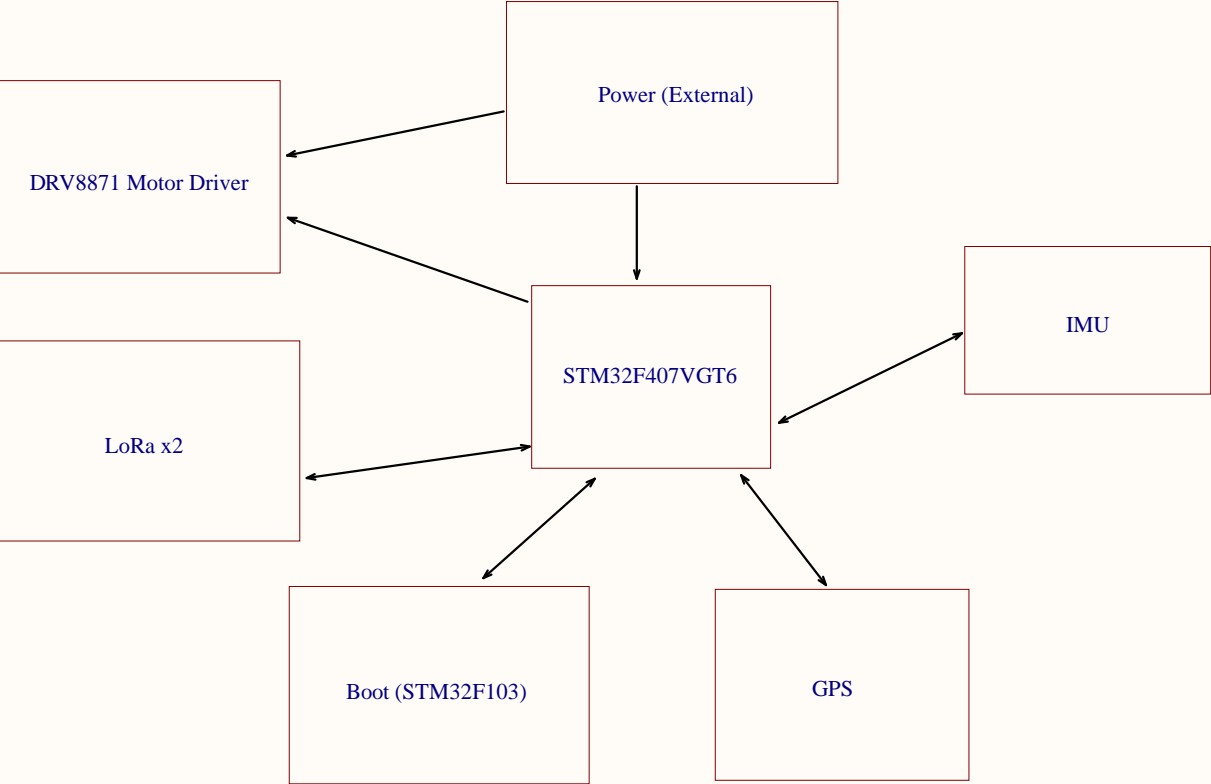 Power (External)
DRV8871 Motor Driver
IMU
STM32F407VGT6
LoRa x2
Boot (STM32F103)
GPS